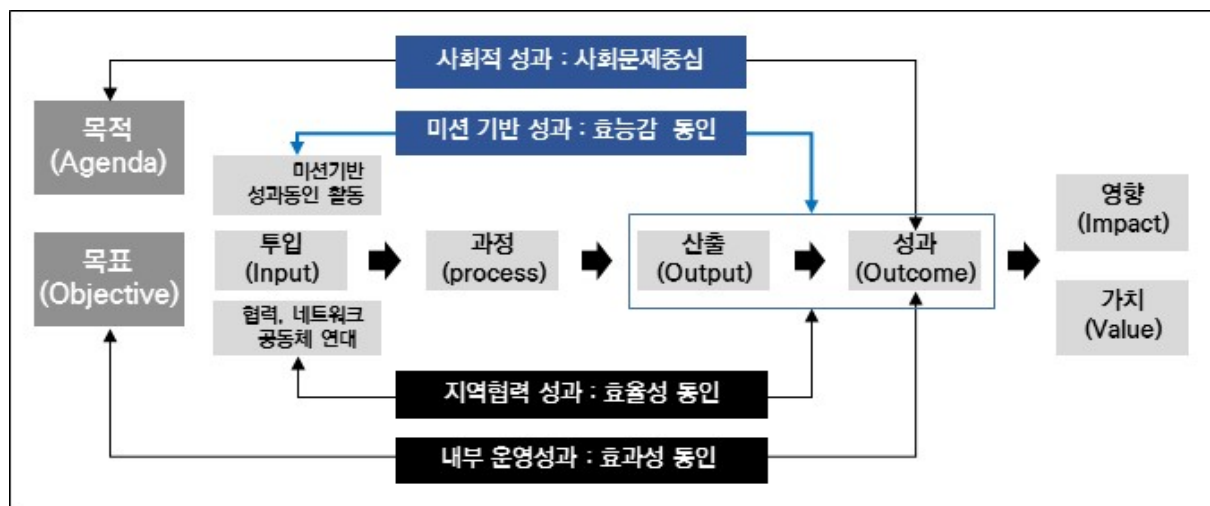 사회적 성과 : 사회문제중심
목적
(Agenda)
미션 기반 성과 : 효능감 동인
미션기반
성과동인 활동
영향
(Impact)
목표
(Objective)
투입
(Input)
과정
(process)
산출
(Output)
성과
(Outcome)
협력, 네트워크
공동체 연대
가치
(Value)
지역협력 성과 : 효율성 동인
내부 운영성과 : 효과성 동인